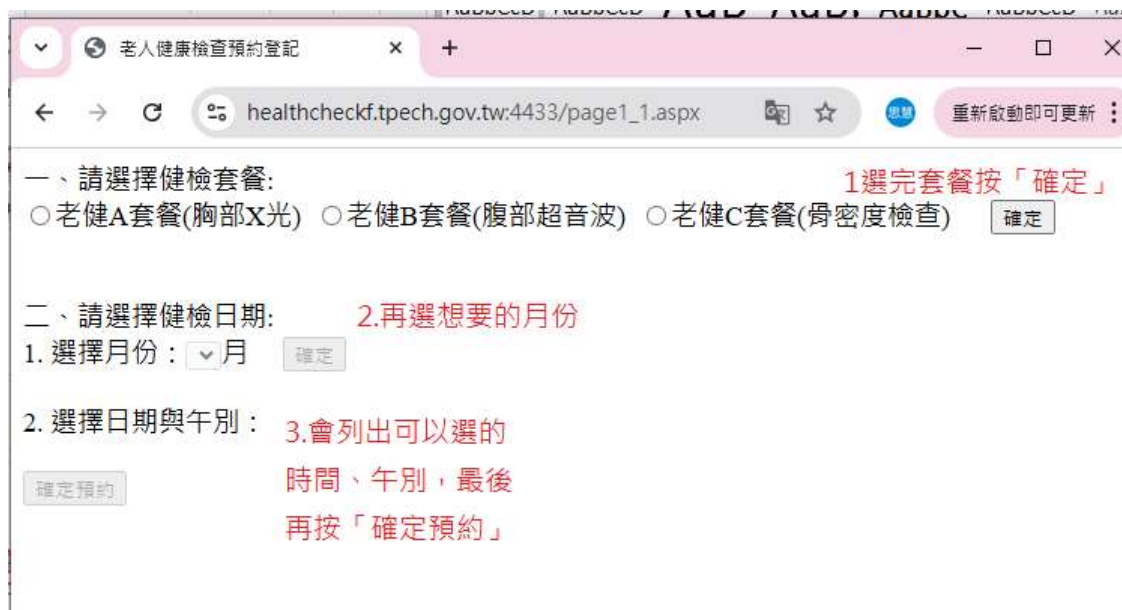 老人健康檢查預約登記
healthcheckf.tpech.gov.tw:4433/page1_1.aspx
思慧
重新啟動即可更新
一、請選擇健檢套餐:
1選完套餐按「確定」
老健A套餐(胸部X光) 老健B套餐(腹部超音波) 老健C套餐(骨密度檢查) 確定
二、請選擇健檢日期:
2.再選想要的月份
1. 選擇月份：月 確定
2. 選擇日期與午別：
3.會列出可以選的
時間、午別，最後
再按「確定預約」
確定預約